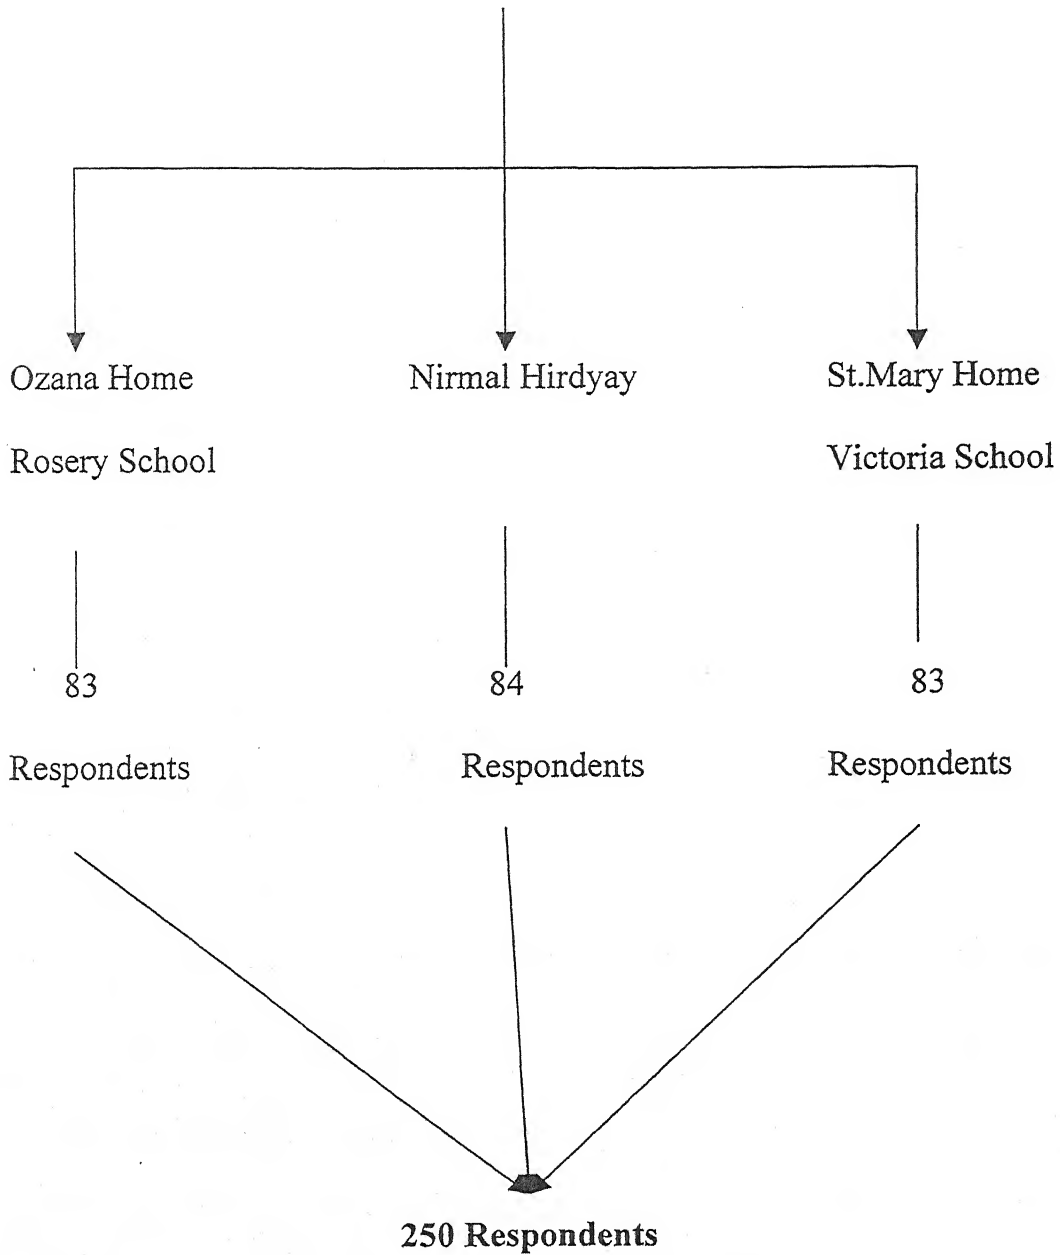 Ozana Home
Nirmal Hirdyay
St.Mary Home
Rosery School
Victoria School
83
84
83
Respondents
Respondents
Respondents
250 Respondents